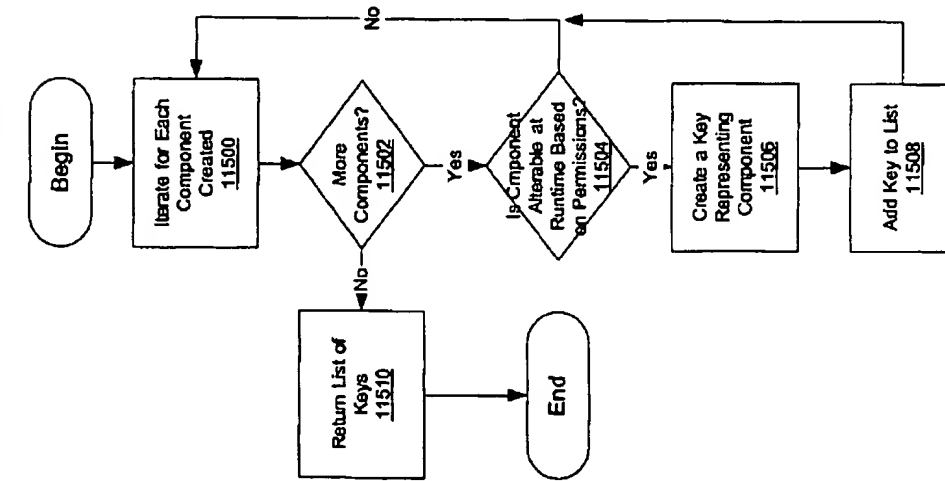 Begin
Iterate for Each
Component
Created
11500
More
Components?
11502
No
Yes
Is Cmponent
Alterable at
Runtime Based
on Permissions?
11504
No
Yes
Create a Key
Representing
Component
11506
Add Key to List
11508
Return List of
Keys
11510
End